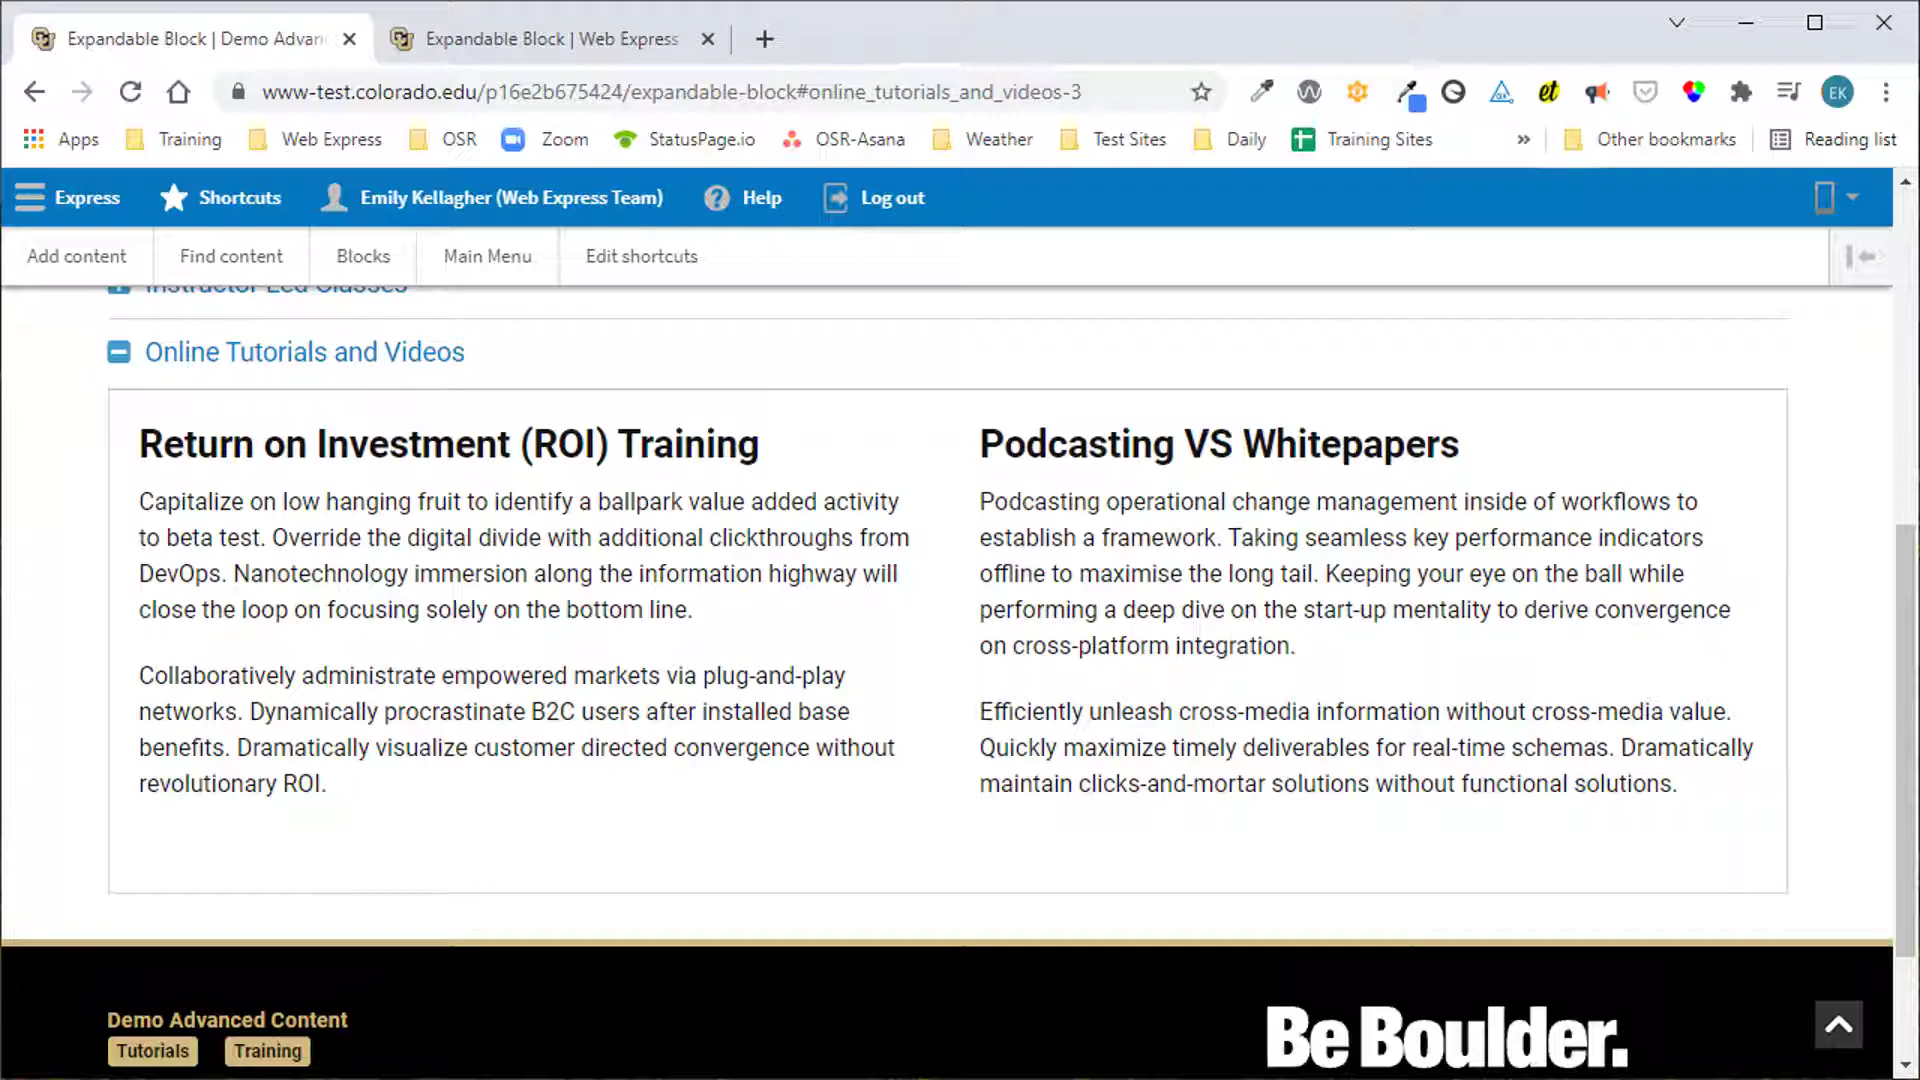 Expandable Block | Demo Advan
Expandable Block | Web Express
www-test.colorado.edu/p16e2b675424/expandable-block#online_tutorials_and_videos-3
et
EK
Apps
Training
Web Express
OSR
Zoom
StatusPage.io
OSR-Asana
Weather
Test Sites
Daily
Training Sites
»
Other bookmarks
Reading list
Express
Shortcuts
Emily Kellagher (Web Express Team)
Help
Log out
Add content
Find content
Blocks
Main Menu
Edit shortcuts
Instructor Led Classes
Online Tutorials and Videos
Return on Investment (ROI) Training
Capitalize on low hanging fruit to identify a ballpark value added activity
to beta test. Override the digital divide with additional clickthroughs from
DevOps. Nanotechnology immersion along the information highway will
close the loop on focusing solely on the bottom line.
Collaboratively administrate empowered markets via plug-and-play
networks. Dynamically procrastinate B2C users after installed base
benefits. Dramatically visualize customer directed convergence without
revolutionary ROI.
Podcasting VS Whitepapers
Podcasting operational change management inside of workflows to
establish a framework. Taking seamless key performance indicators
offline to maximise the long tail. Keeping your eye on the ball while
performing a deep dive on the start-up mentality to derive convergence
on cross-platform integration.
Efficiently unleash cross-media information without cross-media value.
Quickly maximize timely deliverables for real-time schemas. Dramatically
maintain clicks-and-mortar solutions without functional solutions.
Demo Advanced Content
Tutorials
Training
Be Boulder.